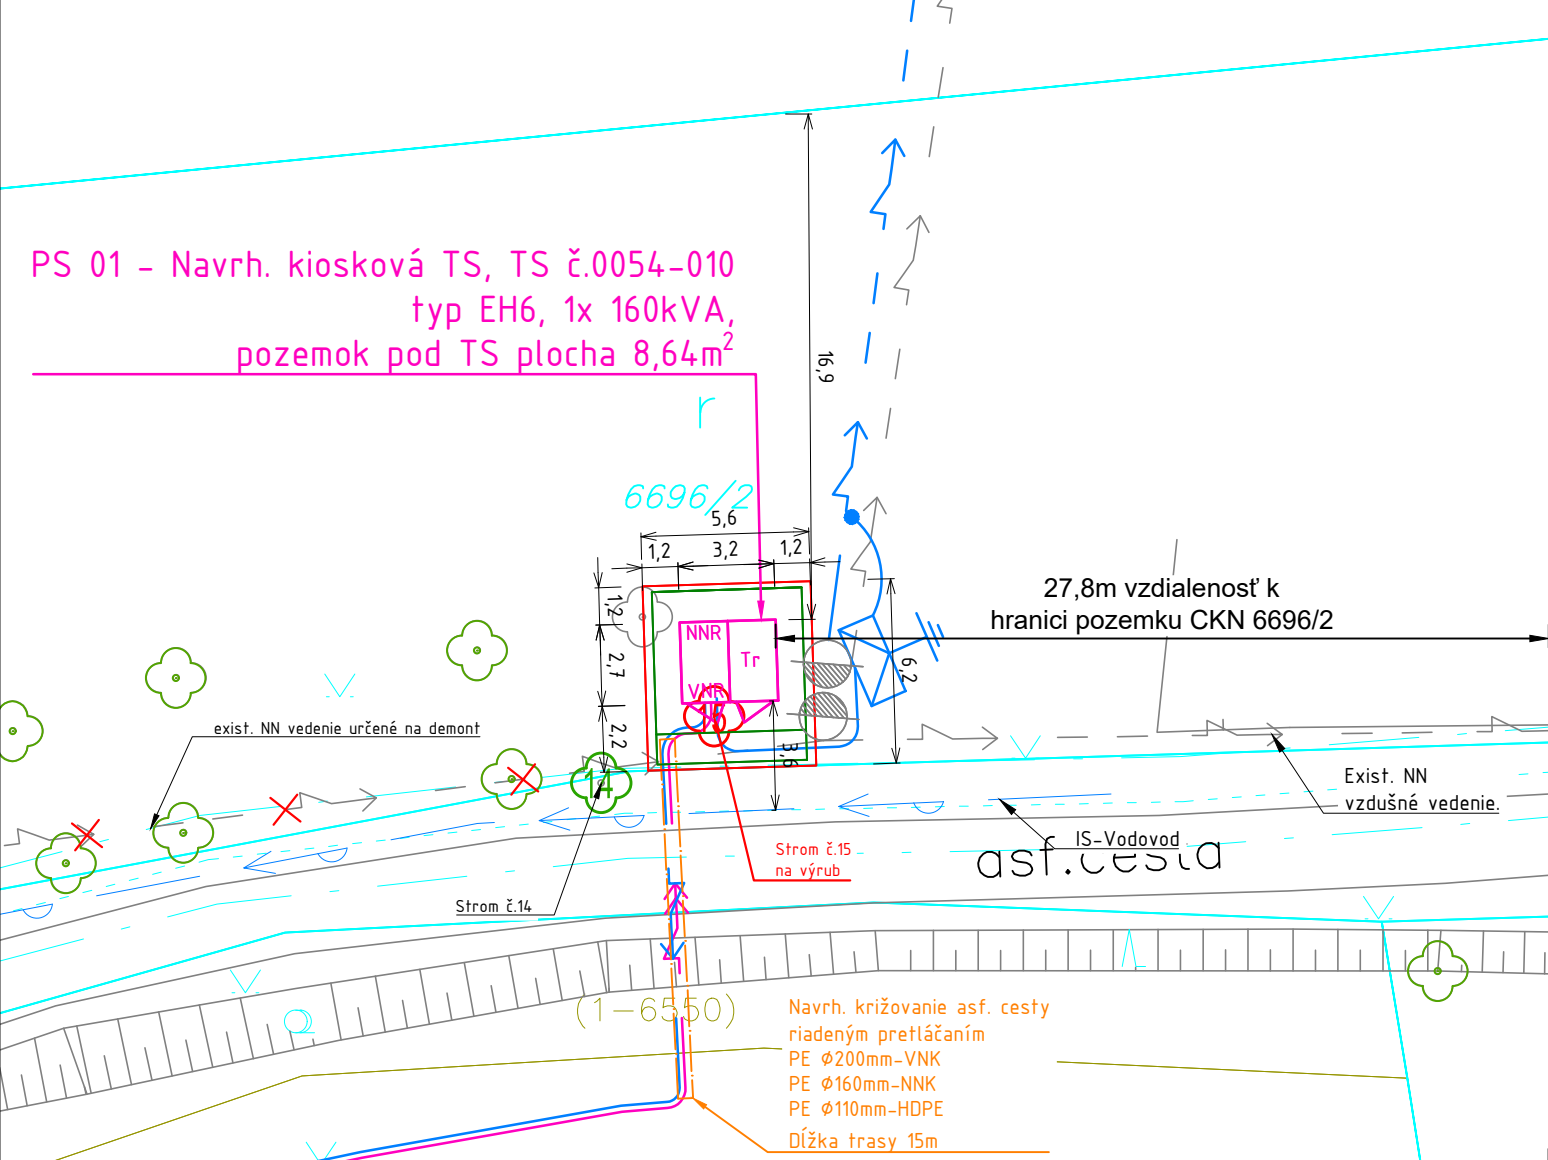 PS 01 - Navrh. kiosková TS, TS č.0054-010
typ EH6, 1x 160kVA,
pozemok pod TS plocha 8,64m²
r
6696/2
16,9
5,6
1,2
3,2
1,2
1,2
2,7
2,2
NNR
Tr
VNR
15
6,2
3,6
27,8m vzdialenosť k
hranici pozemku CKN 6696/2
exist. NN vedenie určené na demont
14
Exist. NN
vzdušné vedenie.
IS-Vodovod
asf.cesta
Strom č.15
na výrub
Strom č.14
(1-6550)
Navrh. križovanie asf. cesty
riadeným pretláčaním
PE Ø200mm-VNK
PE Ø160mm-NNK
PE Ø110mm-HDPE
Dĺžka trasy 15m